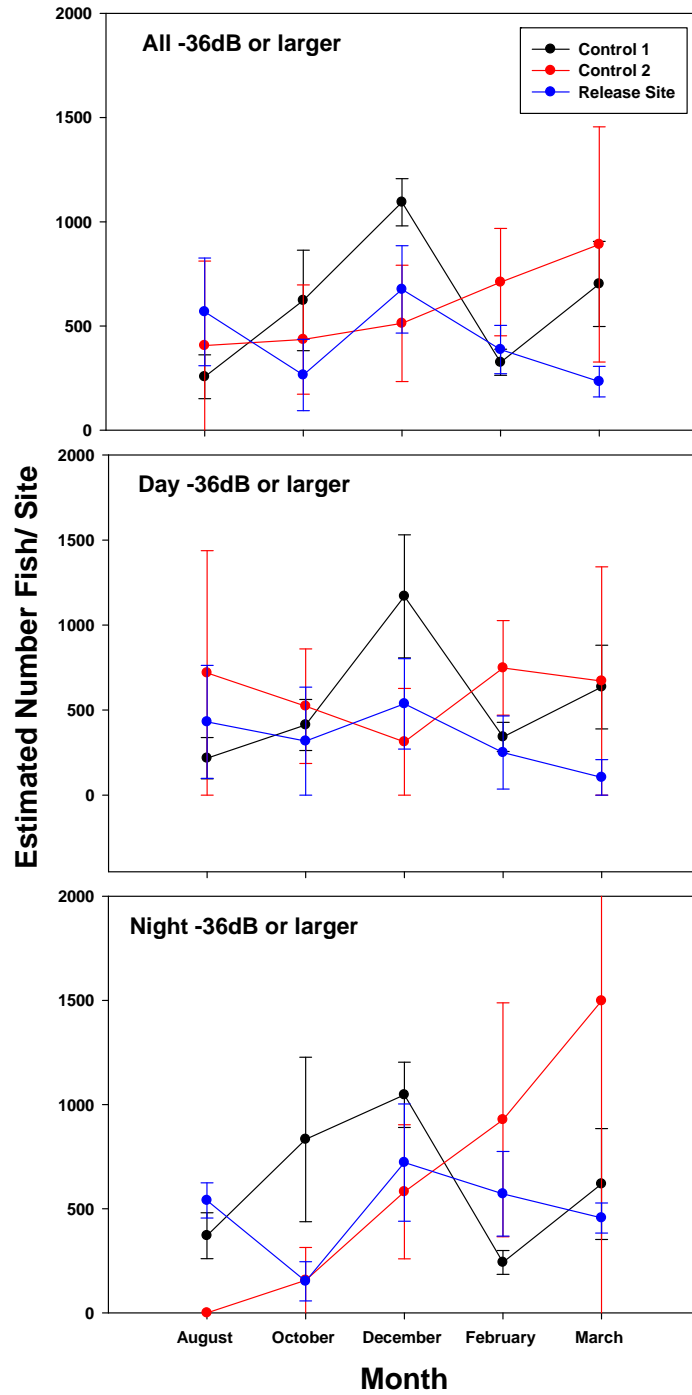 Estimated Number Fish/ Site
All -36dB or larger
Control 1
Control 2
Release Site
2000
1500
1000
500
0
Day -36dB or larger
2000
1500
1000
500
0
Night -36dB or larger
2000
1500
1000
500
0
August October December February March
Month